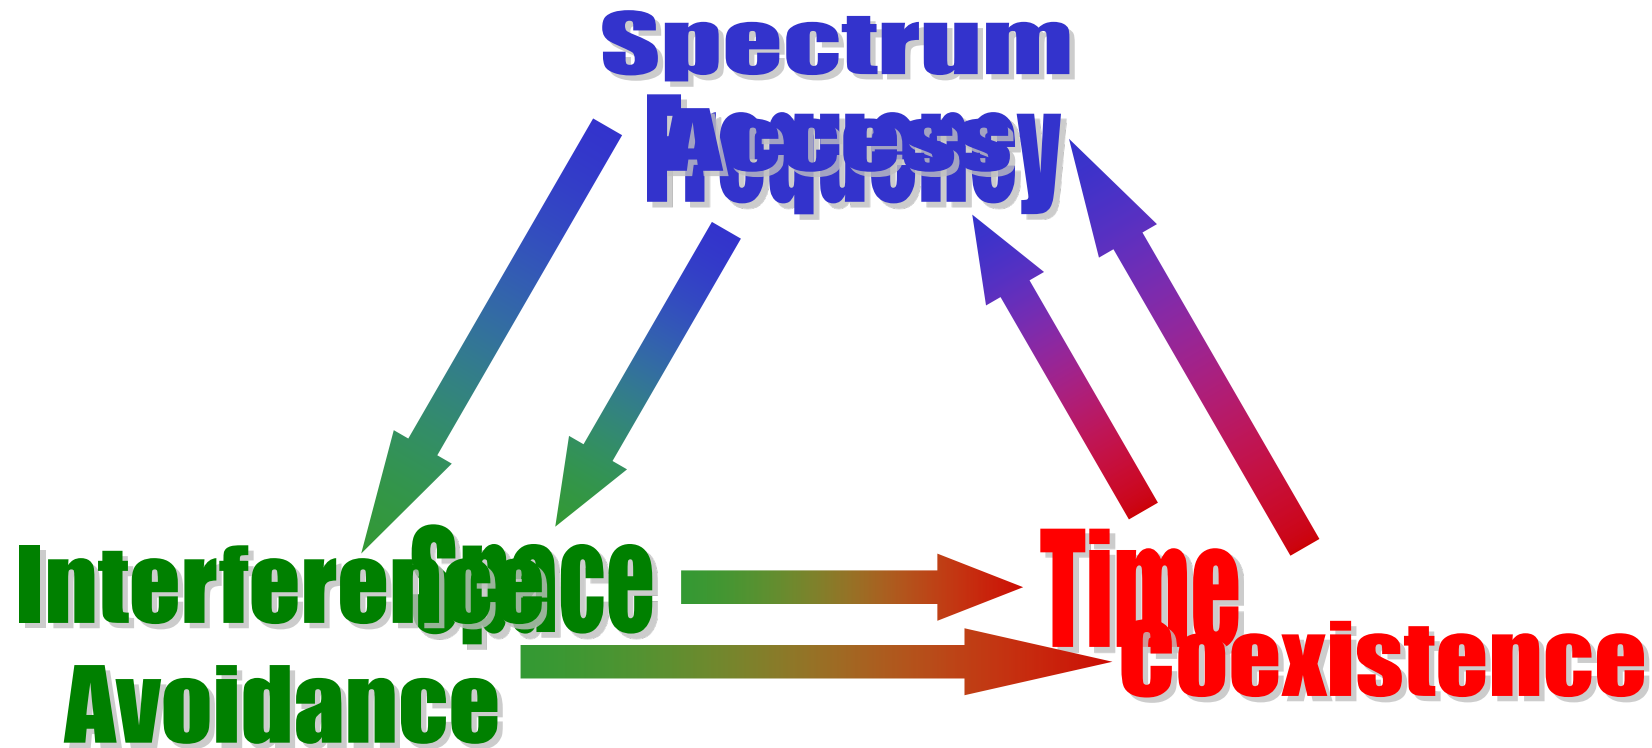 Spectrum
Access
Frequency
Interference
Avoidance
Space
Time
Coexistence